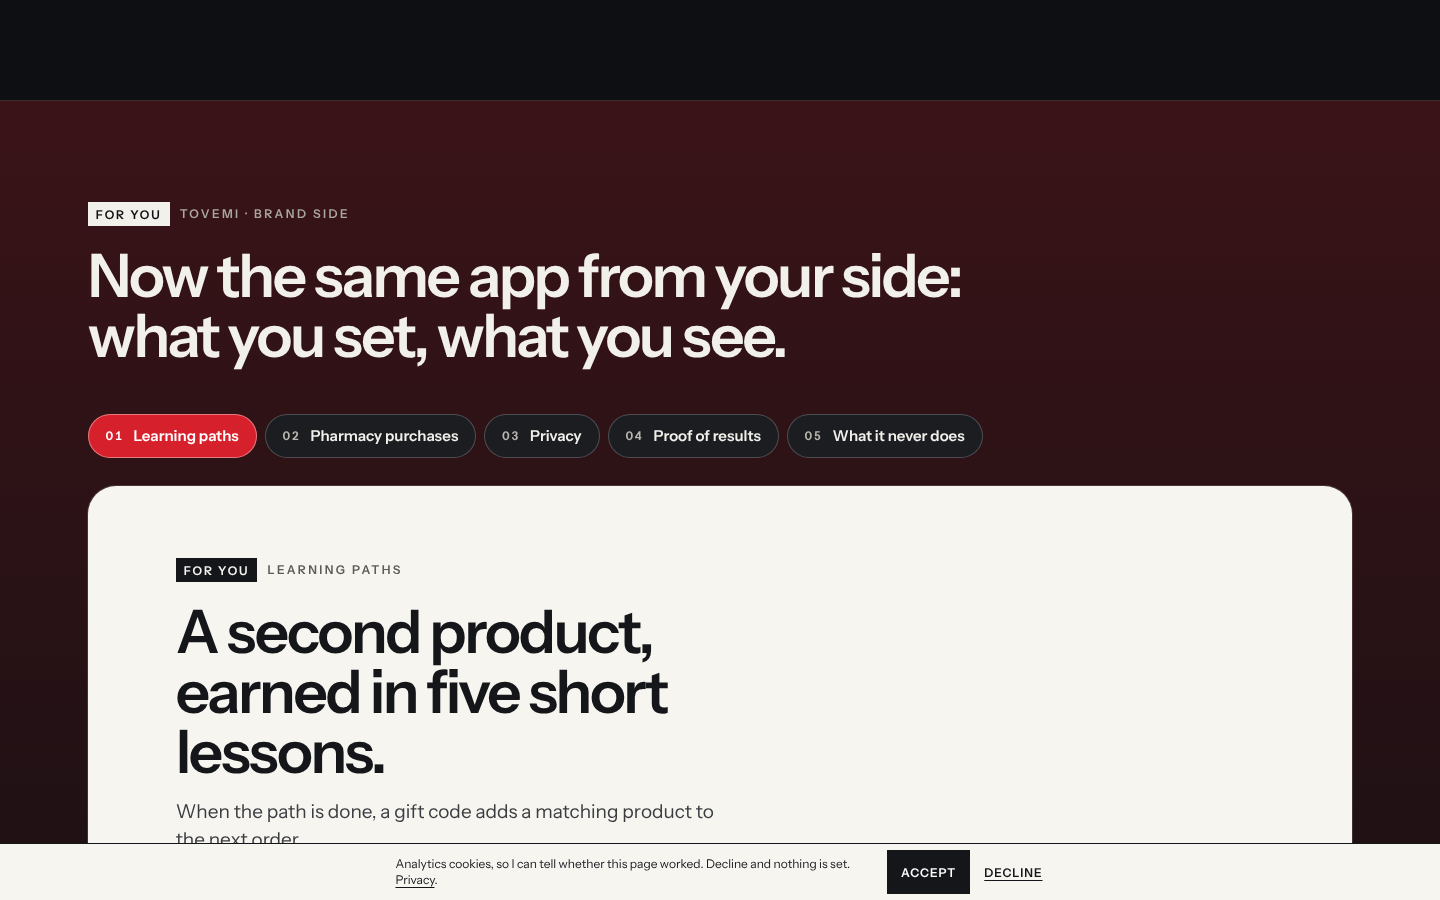 FOR YOU TOVEMI · BRAND SIDE
Now the same app from your side:
what you set, what you see.
01 Learning paths 02 Pharmacy purchases 03 Privacy 04 Proof of results 05 What it never does
FOR YOU LEARNING PATHS
A second product,
earned in five short
lessons.
When the path is done, a gift code adds a matching product to
the next order.
Analytics cookies, so I can tell whether this page worked. Decline and nothing is set.
Privacy.
ACCEPT DECLINE